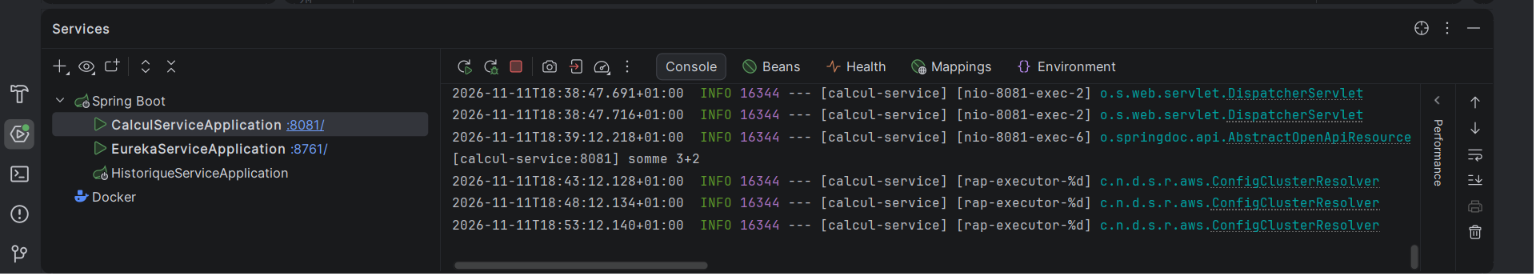 Services
Console
Beans
Health
Mappings
Environment
Spring Boot
CalculServiceApplication :8081/
EurekaServiceApplication :8761/
HistoriqueServiceApplication
Docker
2026-11-11T18:38:47.691+01:00  INFO 16344 --- [calcul-service] [nio-8081-exec-2] o.s.web.servlet.DispatcherServlet
2026-11-11T18:38:47.716+01:00  INFO 16344 --- [calcul-service] [nio-8081-exec-2] o.s.web.servlet.DispatcherServlet
2026-11-11T18:39:12.218+01:00  INFO 16344 --- [calcul-service] [nio-8081-exec-6] o.springdoc.api.AbstractOpenApiResource
[calcul-service:8081] somme 3+2
2026-11-11T18:43:12.128+01:00  INFO 16344 --- [calcul-service] [rap-executor-%d] c.n.d.s.r.aws.ConfigClusterResolver
2026-11-11T18:48:12.134+01:00  INFO 16344 --- [calcul-service] [rap-executor-%d] c.n.d.s.r.aws.ConfigClusterResolver
2026-11-11T18:53:12.140+01:00  INFO 16344 --- [calcul-service] [rap-executor-%d] c.n.d.s.r.aws.ConfigClusterResolver
Performance